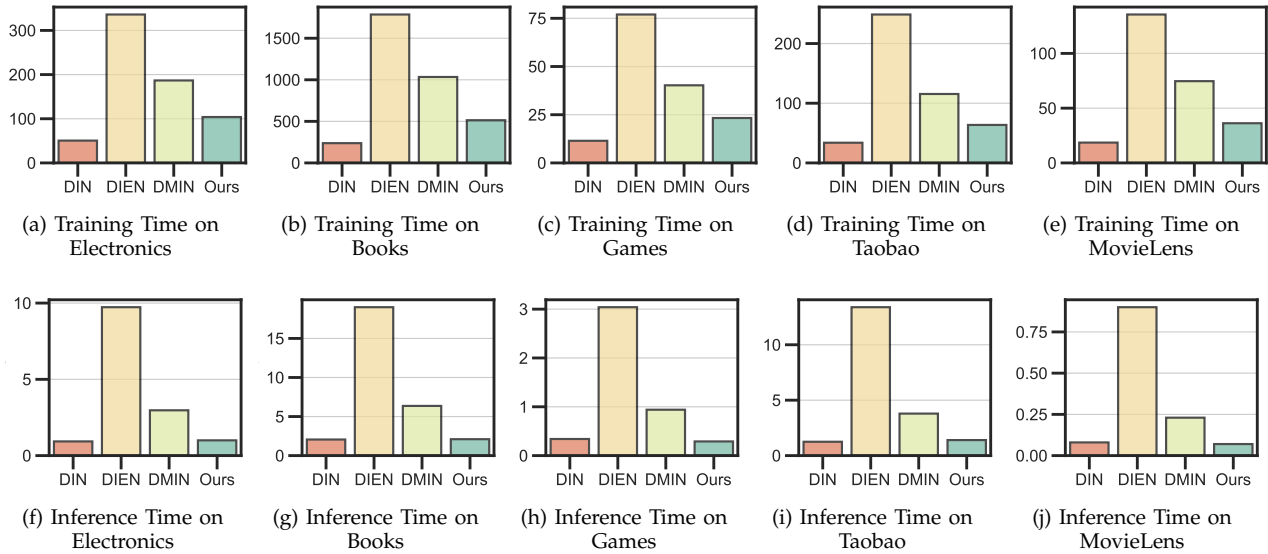 300
200
100
0
DIN DIEN DMIN Ours
(a) Training Time on
Electronics
1500
1000
500
0
DIN DIEN DMIN Ours
(b) Training Time on
Books
75
50
25
0
DIN DIEN DMIN Ours
(c) Training Time on
Games
200
100
0
DIN DIEN DMIN Ours
(d) Training Time on
Taobao
100
50
0
DIN DIEN DMIN Ours
(e) Training Time on
MovieLens
10
5
0
DIN DIEN DMIN Ours
(f) Inference Time on
Electronics
15
10
5
0
DIN DIEN DMIN Ours
(g) Inference Time on
Books
3
2
1
0
DIN DIEN DMIN Ours
(h) Inference Time on
Games
10
5
0
DIN DIEN DMIN Ours
(i) Inference Time on
Taobao
0.75
0.50
0.25
0.00
DIN DIEN DMIN Ours
(j) Inference Time on
MovieLens